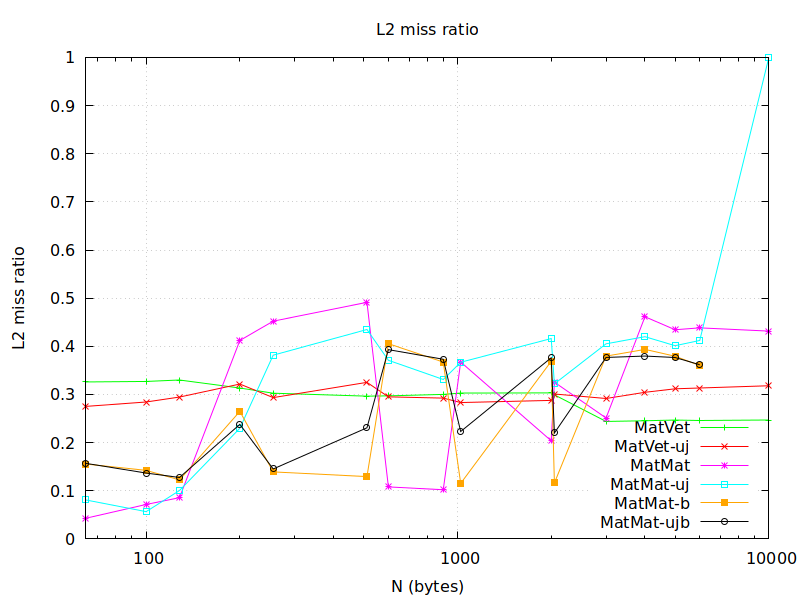 L2 miss ratio
L2 miss ratio
1
0.9
0.8
0.7
0.6
0.5
0.4
0.3
0.2
0.1
0
MatVet
MatVet-uj
MatMat
MatMat-uj
MatMat-b
MatMat-ujb
100
1000
10000
N (bytes)